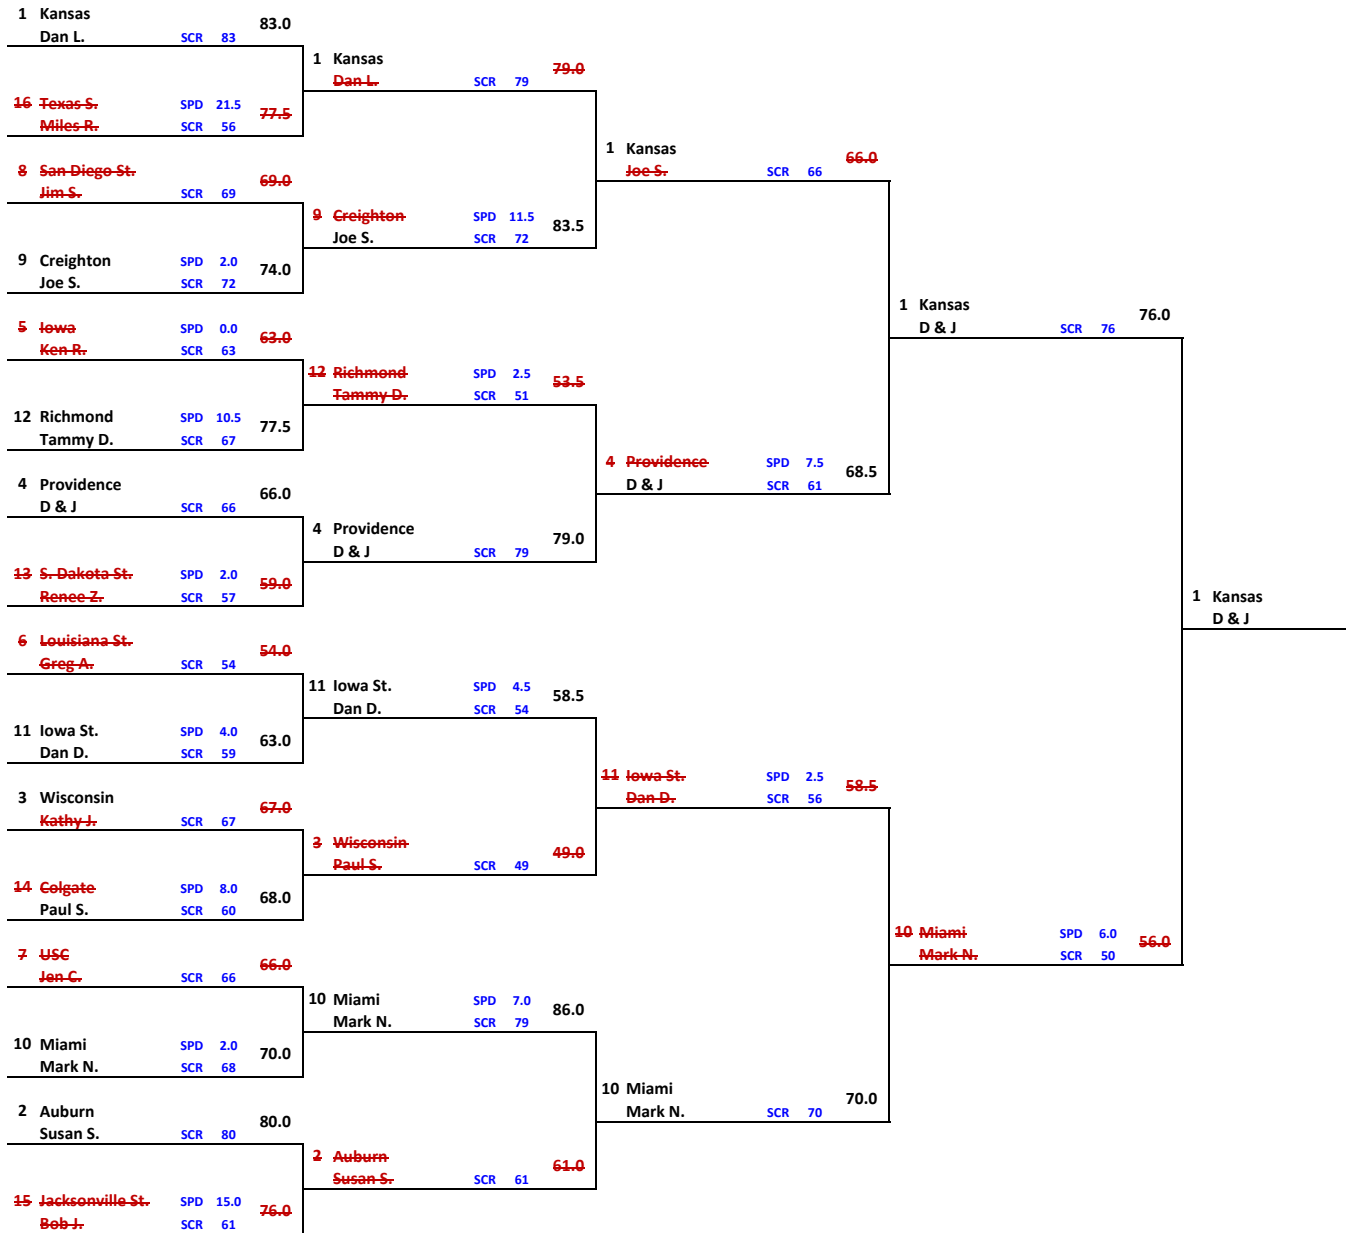 1 Kansas
83.0
Dan L. SCR 83
16 Texas S. SPD 21.5
77.5
Miles R. SCR 56
8 San Diego St.
69.0
Jim S. SCR 69
9 Creighton SPD 2.0
74.0
Joe S. SCR 72
5 Iowa SPD 0.0
63.0
Ken R. SCR 63
12 Richmond SPD 10.5
77.5
Tammy D. SCR 67
4 Providence
66.0
D & J SCR 66
13 S. Dakota St. SPD 2.0
59.0
Renee Z. SCR 57
6 Louisiana St.
54.0
Greg A. SCR 54
11 Iowa St. SPD 4.0
63.0
Dan D. SCR 59
3 Wisconsin
67.0
Kathy J. SCR 67
14 Colgate SPD 8.0
68.0
Paul S. SCR 60
7 USC
66.0
Jen C. SCR 66
10 Miami SPD 2.0
70.0
Mark N. SCR 68
2 Auburn
80.0
Susan S. SCR 80
15 Jacksonville St. SPD 15.0
76.0
Bob J. SCR 61
1 Kansas
79.0
Dan L. SCR 79
9 Creighton SPD 11.5
83.5
Joe S. SCR 72
12 Richmond SPD 2.5
53.5
Tammy D. SCR 51
4 Providence
79.0
D & J SCR 79
11 Iowa St. SPD 4.5
58.5
Dan D. SCR 54
3 Wisconsin
49.0
Paul S. SCR 49
10 Miami SPD 7.0
86.0
Mark N. SCR 79
2 Auburn
61.0
Susan S. SCR 61
1 Kansas
66.0
Joe S. SCR 66
4 Providence SPD 7.5
68.5
D & J SCR 61
11 Iowa St. SPD 2.5
58.5
Dan D. SCR 56
10 Miami
70.0
Mark N. SCR 70
1 Kansas
76.0
D & J SCR 76
10 Miami SPD 6.0
56.0
Mark N. SCR 50
1 Kansas
D & J